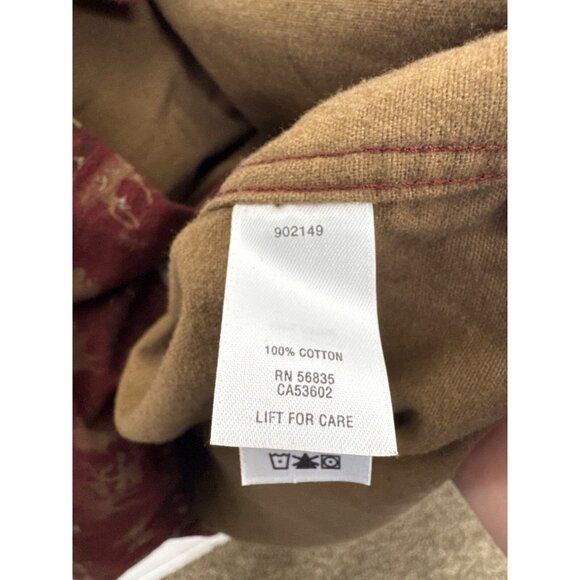 902149
100% COTTON
RN 56835
CA53602
LIFT FOR CARE